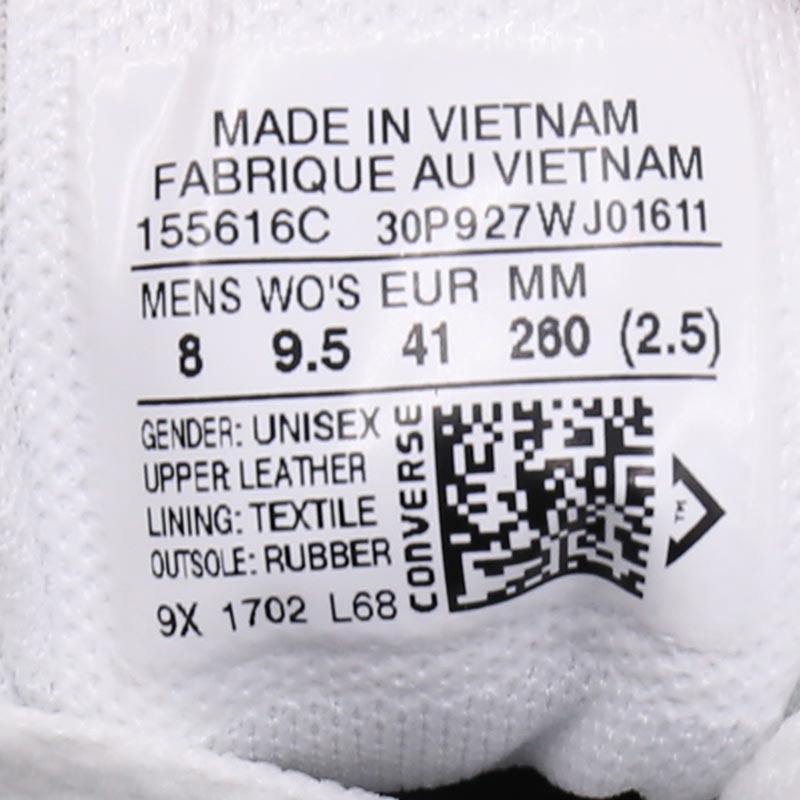 MADE IN VIETNAM
FABRIQUE AU VIETNAM
155616C 30P927WJ01611
MENS WO'S EUR MM
8 9.5 41 260 (2.5)
GENDER: UNISEX
UPPER: LEATHER
LINING: TEXTILE
OUTSOLE: RUBBER
9X 1702 L68
CONVERSE
TM